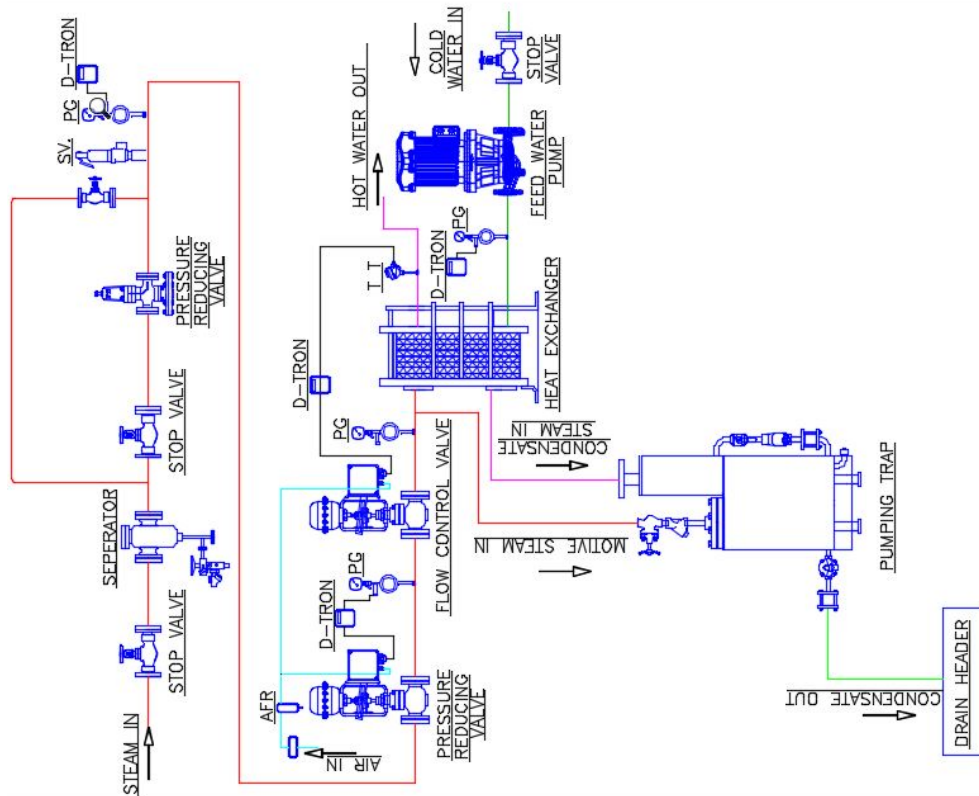 STEAM IN
STOP VALVE
SEPERATOR
STOP VALVE
PRESSURE
REDUCING
VALVE
SV.
PG
D-TRON
AIR IN
AFR
PRESSURE
REDUCING
VALVE
D-TRON
PG
FLOW CONTROL VALVE
PG
D-TRON
T I
HOT WATER OUT
HEAT EXCHANGER
D-TRON
PG
FEED WATER
PUMP
COLD
WATER IN
STOP
VALVE
CONDENSATE
STEAM IN
MOTIVE STEAM IN
PUMPING TRAP
CONDENSATE OUT
DRAIN HEADER